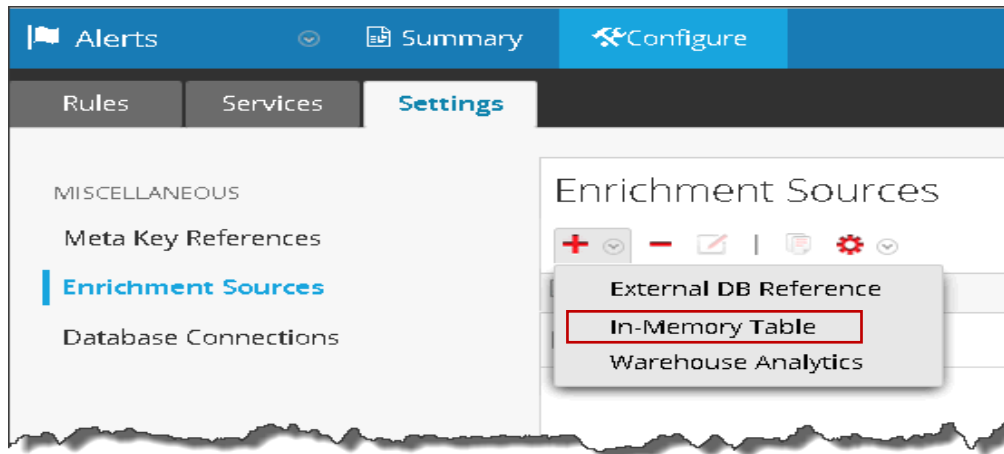 Alerts Summary Configure
Rules Services Settings
MISCELLANEOUS
Meta Key References
Enrichment Sources
Database Connections
Enrichment Sources
External DB Reference
In-Memory Table
Warehouse Analytics